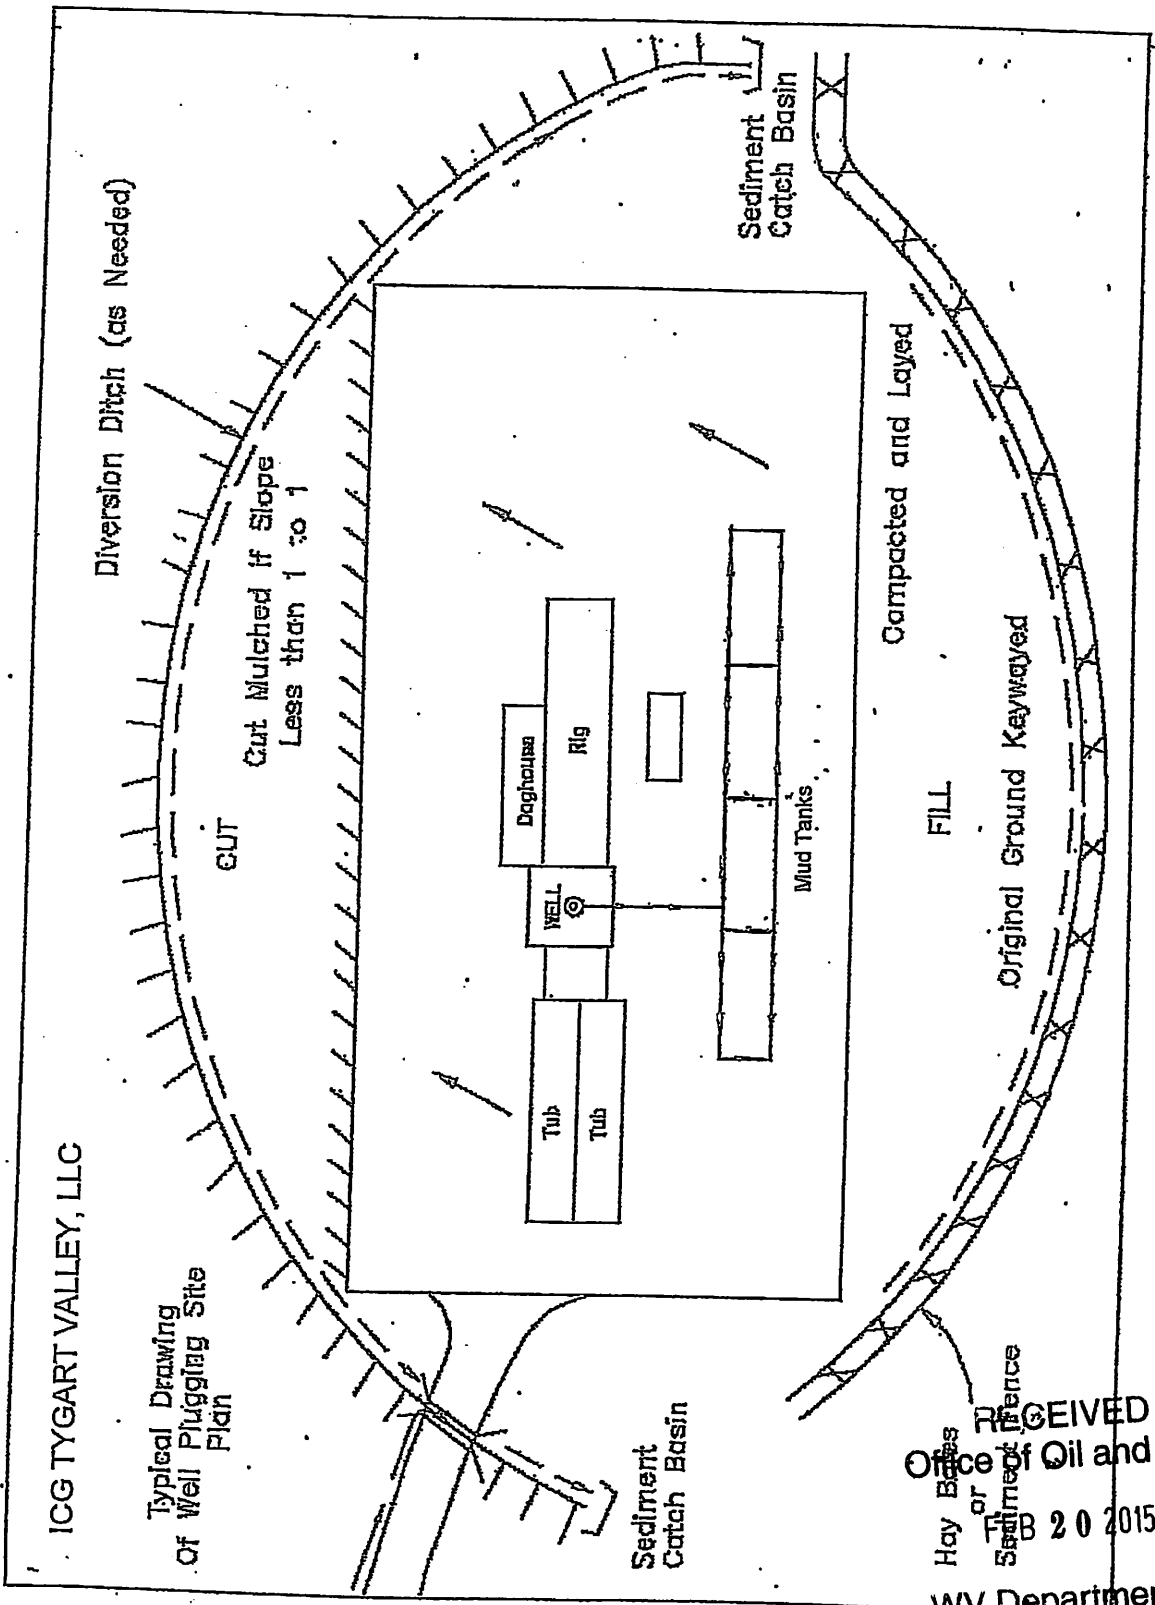 ICG TYGART VALLEY, LLC
Typical Drawing
Of Well Plugging Site
Plan
Diversion Ditch (as Needed)
Cut Mulched if Slope
Less than 1 to 1
CUT
Sediment
Catch Basin
Doghouse
Rig
WELL
Tub
Tub
Mud Tanks
Compacted and Layed
FILL
Original Ground Keywayed
Sediment
Catch Basin
Hay Bales
or
Sediment Fence
RECEIVED
Office of Oil and
FEB 20 2015
WV Departmen